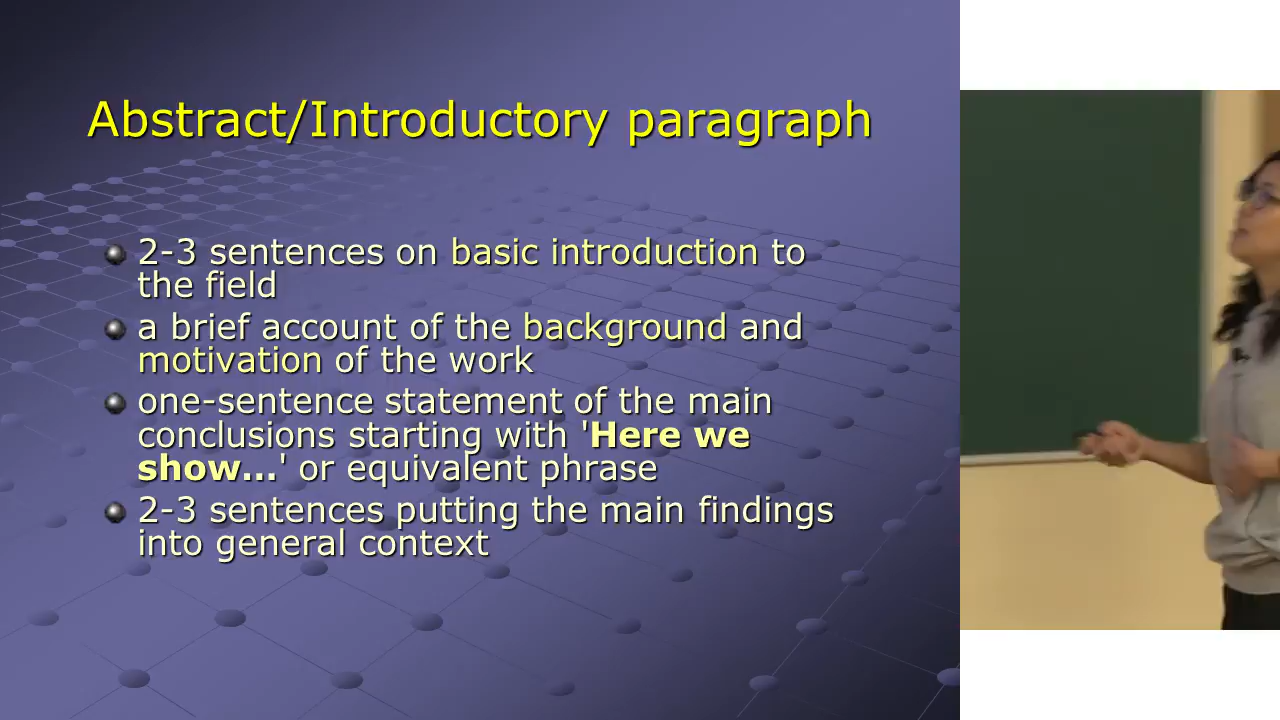 Abstract/Introductory paragraph
2-3 sentences on basic introduction to
the field
a brief account of the background and
motivation of the work
one-sentence statement of the main
conclusions starting with 'Here we
show...' or equivalent phrase
2-3 sentences putting the main findings
into general context